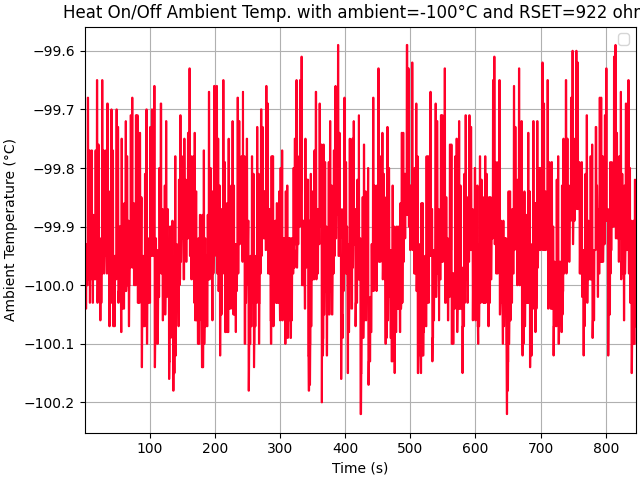 Heat On/Off Ambient Temp. with ambient=-100°C and RSET=922 ohm
−99.6
−99.7
−99.8
−99.9
−100.0
−100.1
−100.2
Ambient Temperature (°C)
100 200 300 400 500 600 700 800
Time (s)